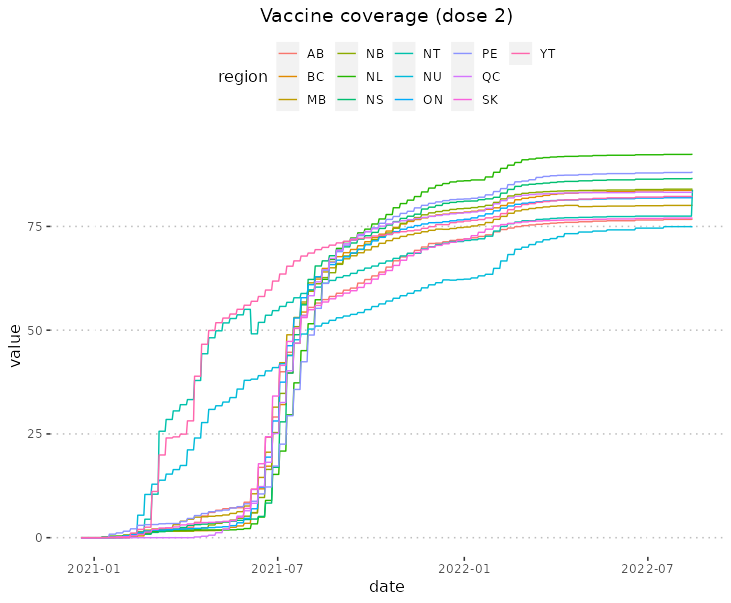 Vaccine coverage (dose 2)
region
AB NB NT PE YT
BC NL NU QC
MB NS ON SK
value
75
50
25
0
2021-01 2021-07 2022-01 2022-07
date